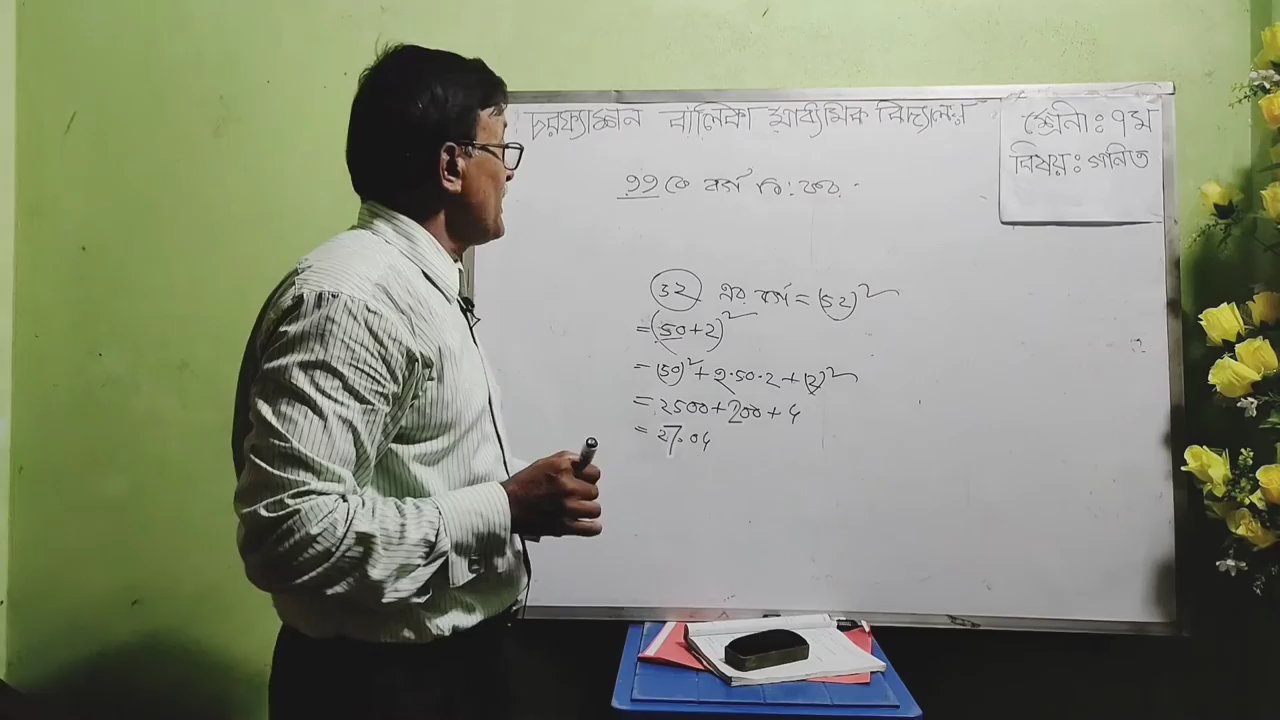 চরফ্যাশন বালিকা মাধ্যমিক বিদ্যালয়
শ্রেনী : ৭ম
বিষয় : গনিত
এর বর্গ = (52)²
= (50+2)²
= (50)² + 2·50·2 + (2)²
= 2500+200+4
= 2704